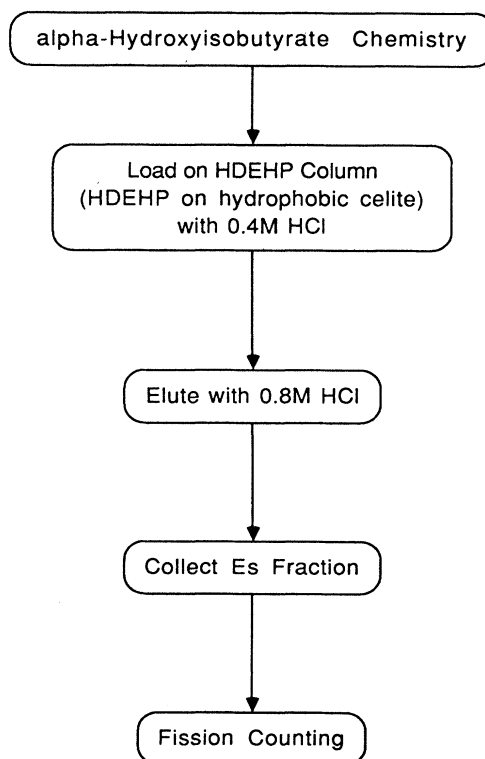 alpha-Hydroxyisobutyrate Chemistry
Load on HDEHP Column
(HDEHP on hydrophobic celite)
with 0.4M HCl
Elute with 0.8M HCl
Collect Es Fraction
Fission Counting